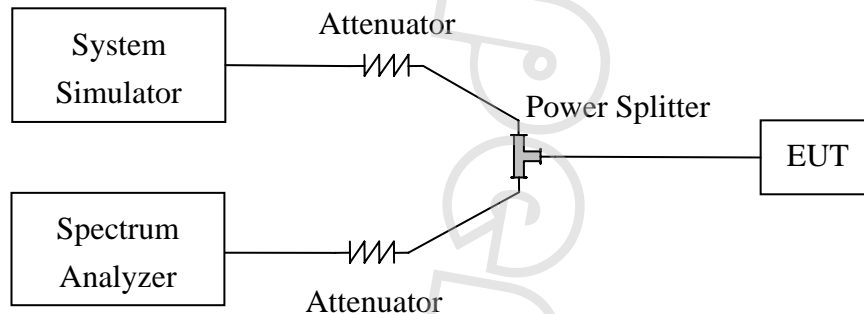 Attenuator
System
Simulator
Power Splitter
EUT
Spectrum
Analyzer
Attenuator